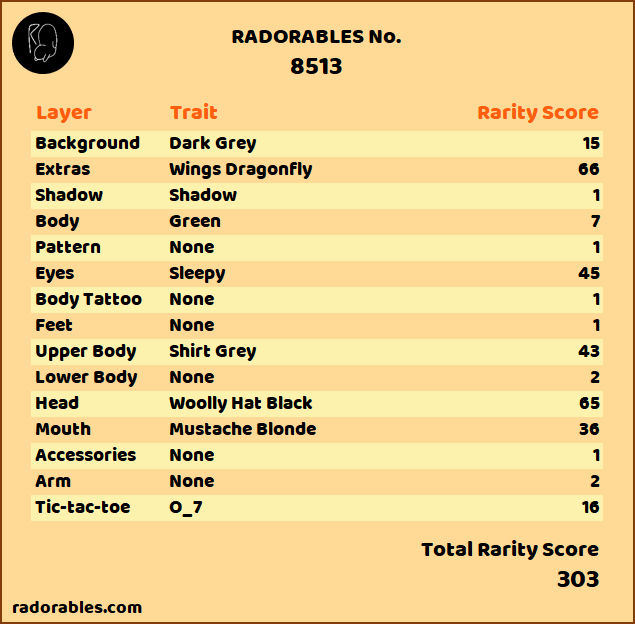 RADORABLES No.
8513
Layer Trait Rarity Score
Background Dark Grey 15
Extras Wings Dragonfly 66
Shadow Shadow 1
Body Green 7
Pattern None 1
Eyes Sleepy 45
Body Tattoo None 1
Feet None 1
Upper Body Shirt Grey 43
Lower Body None 2
Head Woolly Hat Black 65
Mouth Mustache Blonde 36
Accessories None 1
Arm None 2
Tic-tac-toe O_7 16
Total Rarity Score
303
radorables.com